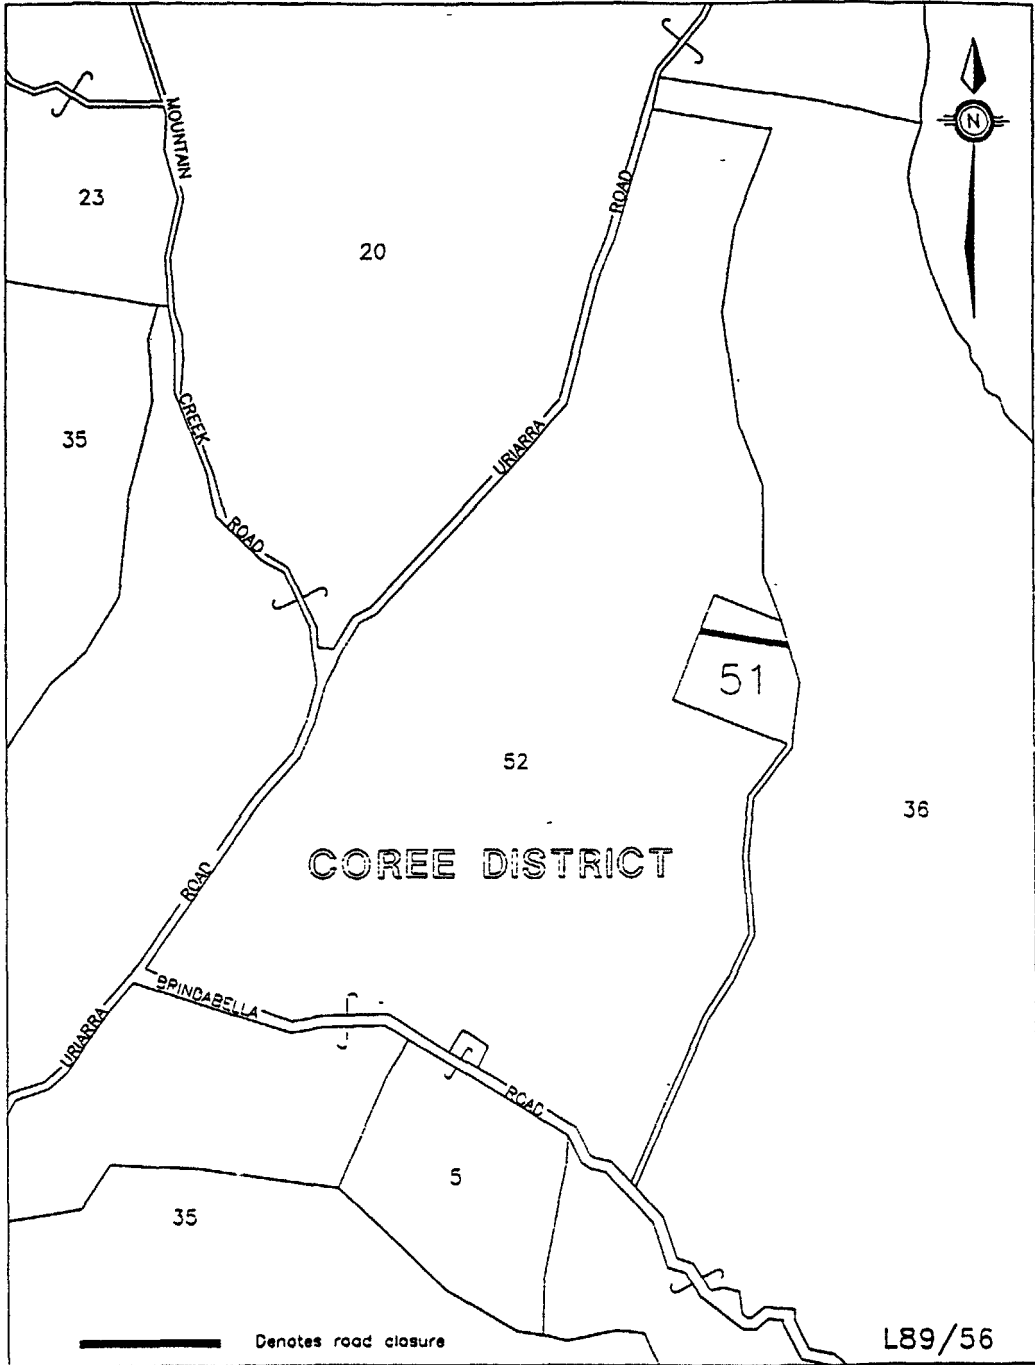 N
MOUNTAIN
23
20
ROAD
35
CREEK
URIARRA
ROAD
51
52
36
COREE DISTRICT
ROAD
BRINDABELLA
URIARRA
ROAD
5
35
Denotes road closure
L89/56